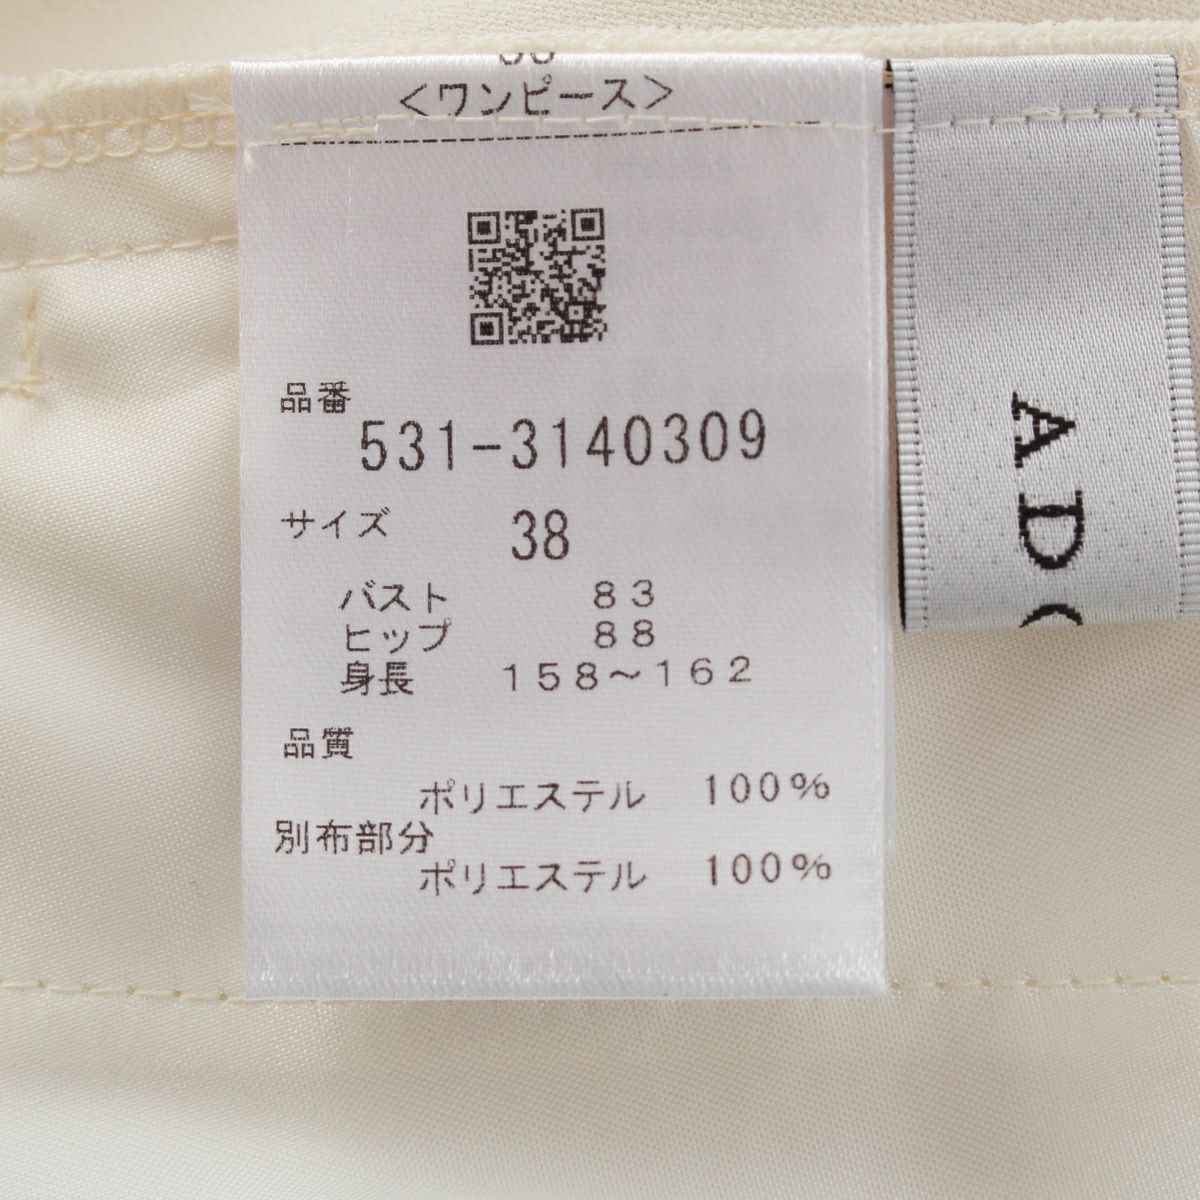 <ワンピース>
品番
531-3140309
サイズ 38
バスト 83
ヒップ 88
身長 158~162
品質
ポリエステル 100%
別布部分
ポリエステル 100%
AD